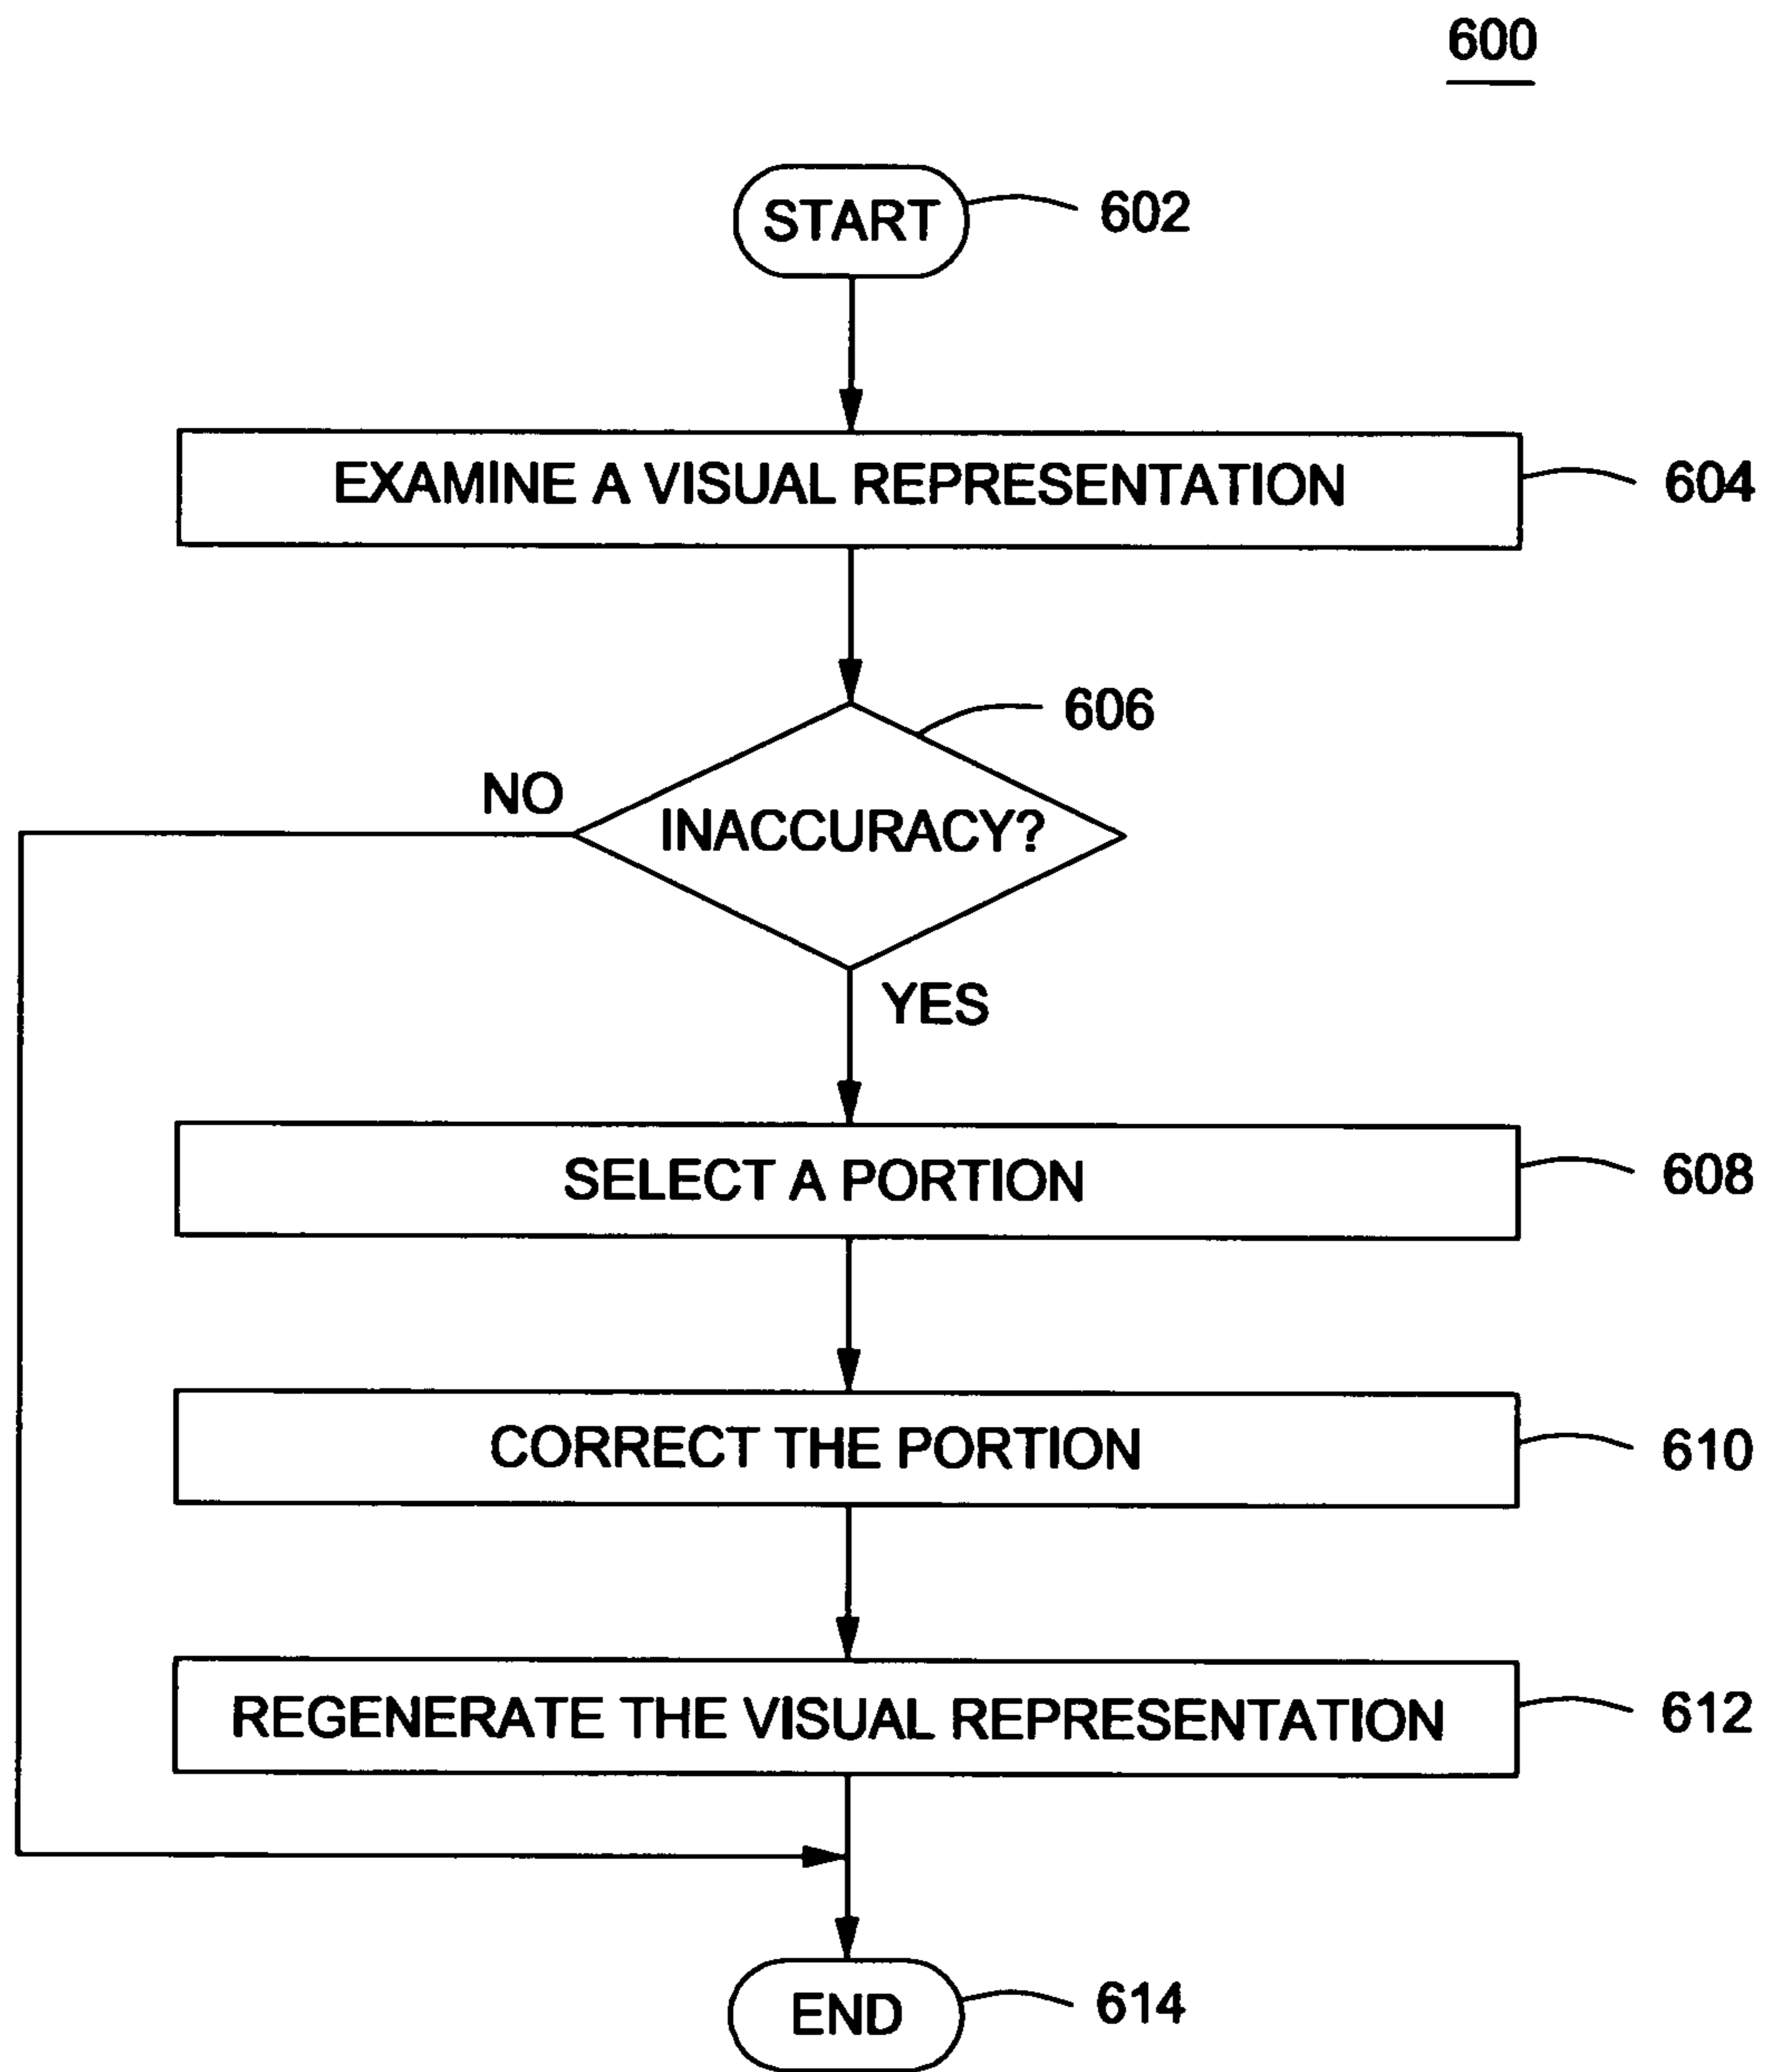 600
START
602
EXAMINE A VISUAL REPRESENTATION
604
606
NO
INACCURACY?
YES
SELECT A PORTION
608
CORRECT THE PORTION
610
REGENERATE THE VISUAL REPRESENTATION
612
END
614